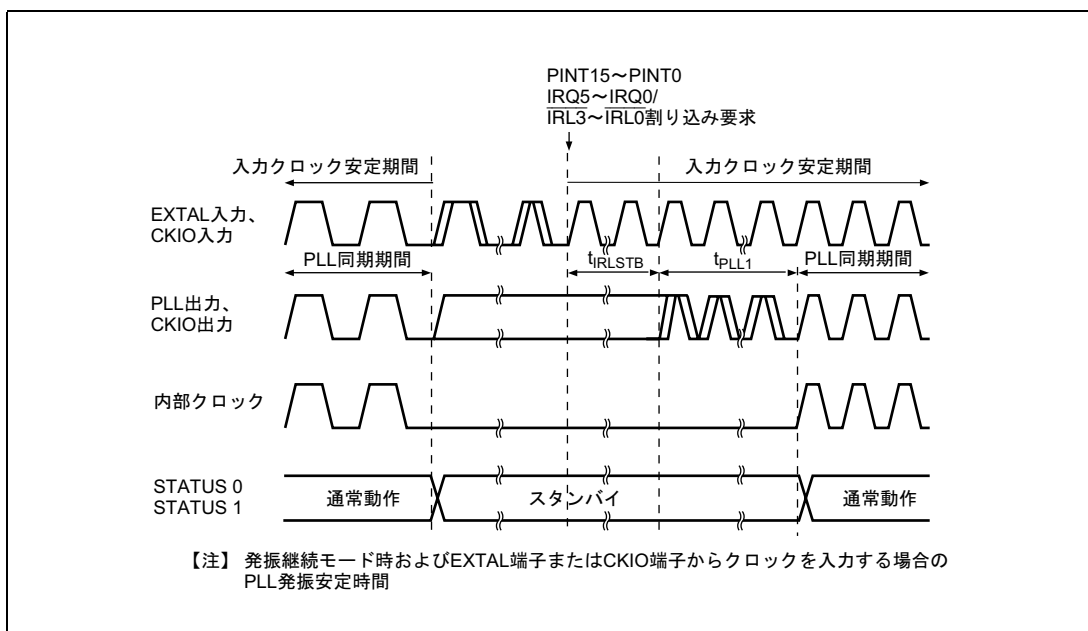 PINT15～PINT0
IRQ5～IRQ0/
IRL3～IRL0割り込み要求
入力クロック安定期間
入力クロック安定期間
EXTAL入力、
CKIO入力
PLL同期期間
tIRLSTB
tPLL1
PLL同期期間
PLL出力、
CKIO出力
内部クロック
STATUS 0
STATUS 1
通常動作
スタンバイ
通常動作
【注】 発振継続モード時およびEXTAL端子またはCKIO端子からクロックを入力する場合の
PLL発振安定時間